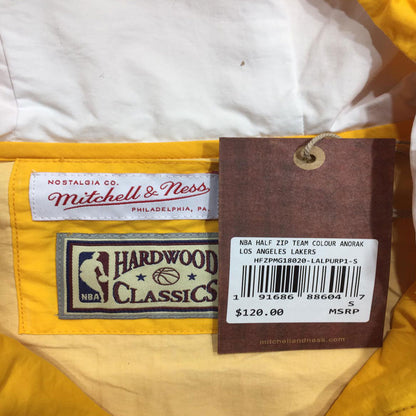 NOSTALGIA CO.
Mitchell & Ness
PHILADELPHIA, PA.
NBA
HARDWOOD
CLASSICS
NBA HALF ZIP TEAM COLOUR ANORAK
LOS ANGELES LAKERS
HFZPMG18020-LALPURP1-S
1 91686 88604 7
S
$120.00 MSRP
mitchellandness.com